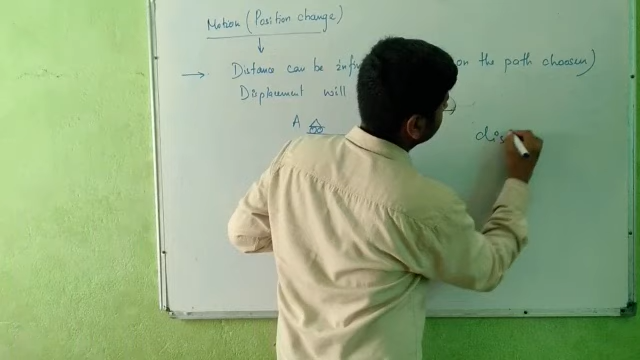 Motion (Position change)
Distance can be on the path choosen)
Displacement will
A
dis